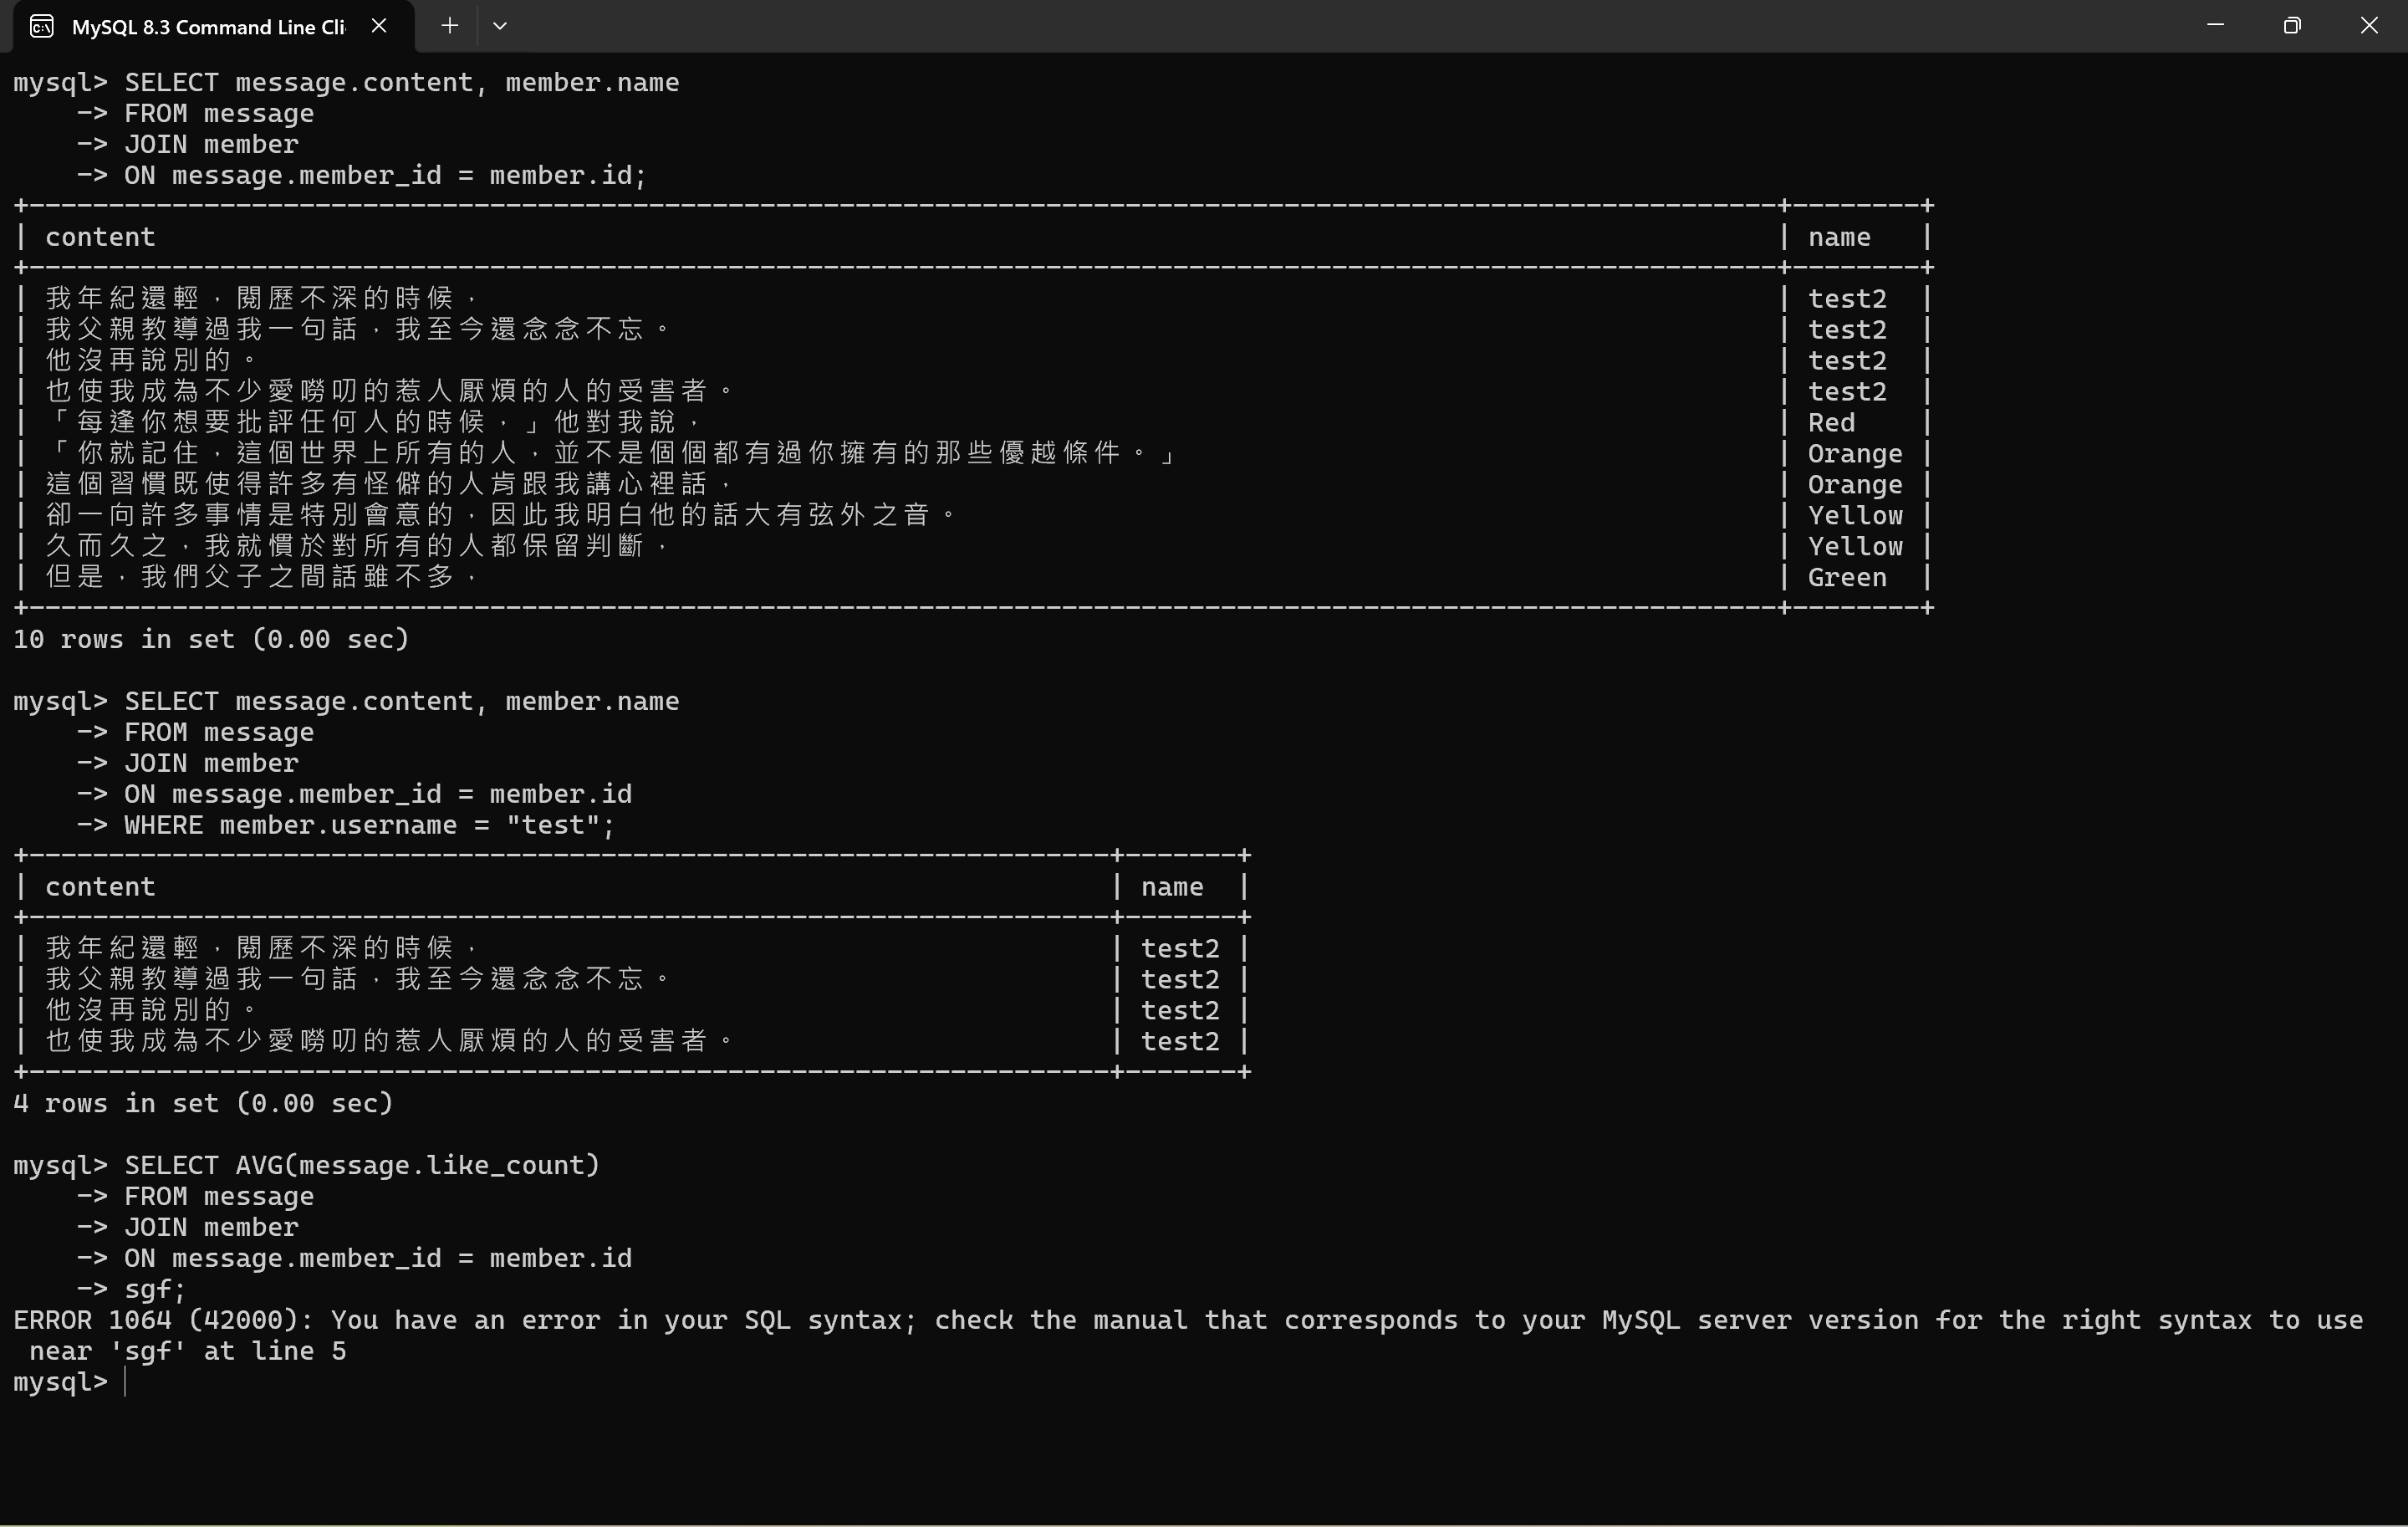 MySQL 8.3 Command Line Cli
mysql> SELECT message.content, member.name
    -> FROM message
    -> JOIN member
    -> ON message.member_id = member.id;
+--------------------------------------------------------------------------------------------------------------+--------+
| content                                                                                                      | name   |
+--------------------------------------------------------------------------------------------------------------+--------+
| 我年紀還輕，閱歷不深的時候， | test2 |
| 我父親教導過我一句話，我至今還念念不忘。 | test2 |
| 他沒再說別的。 | test2 |
| 也使我成為不少愛嘮叨的惹人厭煩的人的受害者。 | test2 |
| 「每逢你想要批評任何人的時候，」他對我說， | Red |
| 「你就記住，這個世界上所有的人，並不是個個都有過你擁有的那些優越條件。」 | Orange |
| 這個習慣既使得許多有怪僻的人肯跟我講心裡話， | Orange |
| 卻一向許多事情是特別會意的，因此我明白他的話大有弦外之音。 | Yellow |
| 久而久之，我就慣於對所有的人都保留判斷， | Yellow |
| 但是，我們父子之間話雖不多， | Green |
+--------------------------------------------------------------------------------------------------------------+--------+
10 rows in set (0.00 sec)
mysql> SELECT message.content, member.name
    -> FROM message
    -> JOIN member
    -> ON message.member_id = member.id
    -> WHERE member.username = "test";
+--------------------------------------------------------------------+-------+
| content                                                            | name  |
+--------------------------------------------------------------------+-------+
| 我年紀還輕，閱歷不深的時候， | test2 |
| 我父親教導過我一句話，我至今還念念不忘。 | test2 |
| 他沒再說別的。 | test2 |
| 也使我成為不少愛嘮叨的惹人厭煩的人的受害者。 | test2 |
+--------------------------------------------------------------------+-------+
4 rows in set (0.00 sec)
mysql> SELECT AVG(message.like_count)
    -> FROM message
    -> JOIN member
    -> ON message.member_id = member.id
    -> sgf;
ERROR 1064 (42000): You have an error in your SQL syntax; check the manual that corresponds to your MySQL server version for the right syntax to use
 near 'sgf' at line 5
mysql>